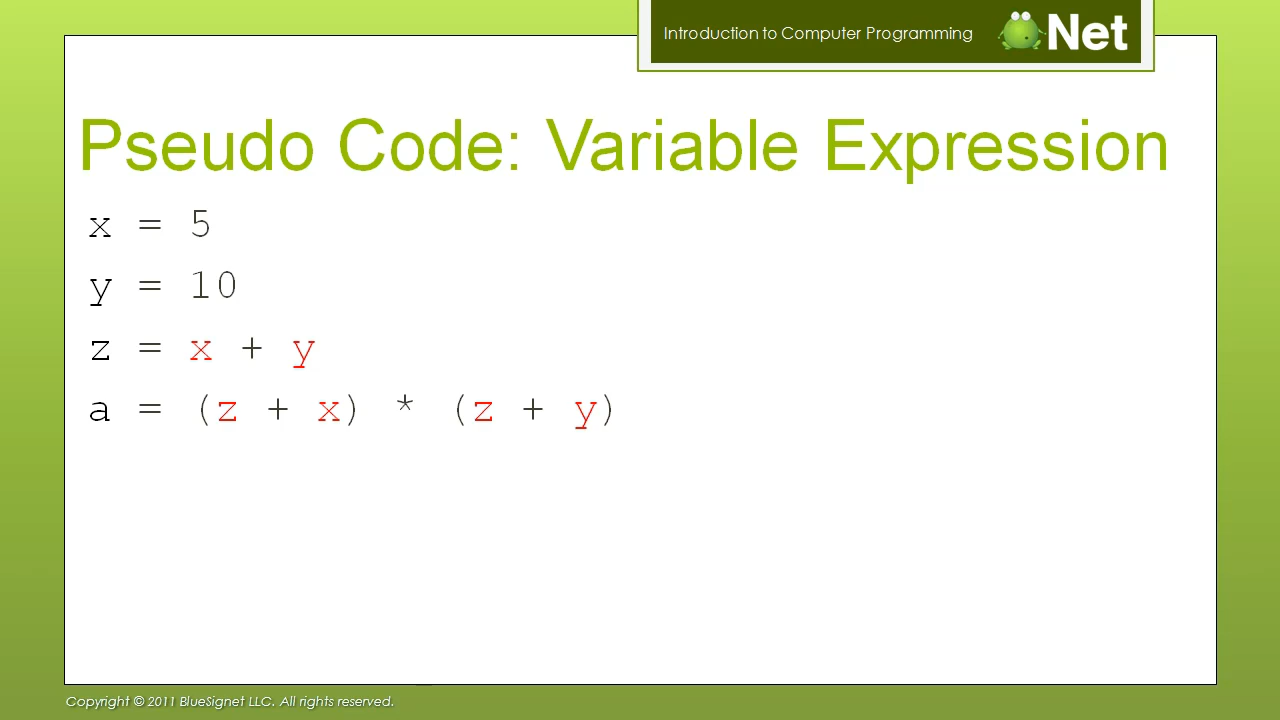 Introduction to Computer Programming
Net
Pseudo Code: Variable Expression
x = 5
y = 10
z = x + y
a = (z + x) * (z + y)
Copyright © 2011 BlueSignet LLC. All rights reserved.